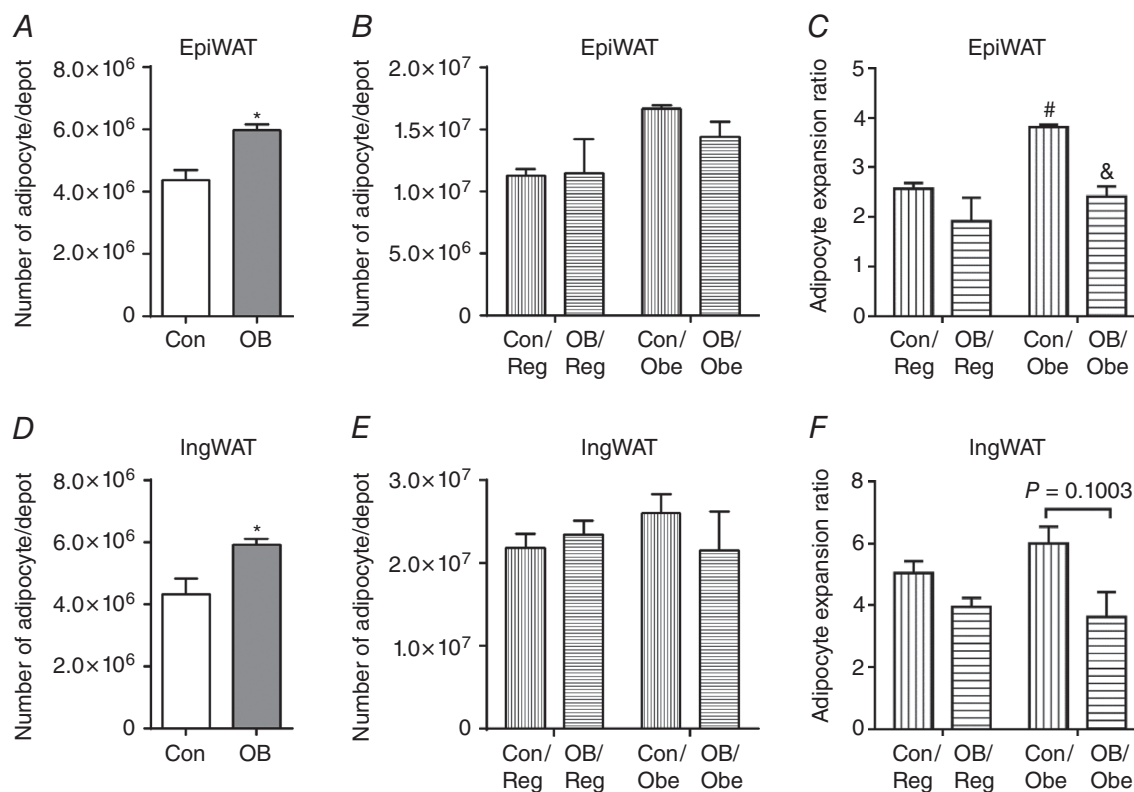 A
EpiWAT
Number of adipocyte/depot
8.0×10⁶
6.0×10⁶
4.0×10⁶
2.0×10⁶
0
*
Con
OB
B
EpiWAT
Number of adipocyte/depot
2.0×10⁷
1.5×10⁷
1.0×10⁷
5.0×10⁶
0
Con/
Reg
OB/
Reg
Con/
Obe
OB/
Obe
C
EpiWAT
Adipocyte expansion ratio
5
4
3
2
1
0
#
&
Con/
Reg
OB/
Reg
Con/
Obe
OB/
Obe
D
IngWAT
Number of adipocyte/depot
8.0×10⁶
6.0×10⁶
4.0×10⁶
2.0×10⁶
0
*
Con
OB
E
IngWAT
Number of adipocyte/depot
3.0×10⁷
2.0×10⁷
1.0×10⁷
0
Con/
Reg
OB/
Reg
Con/
Obe
OB/
Obe
F
IngWAT
Adipocyte expansion ratio
8
6
4
2
0
P = 0.1003
Con/
Reg
OB/
Reg
Con/
Obe
OB/
Obe